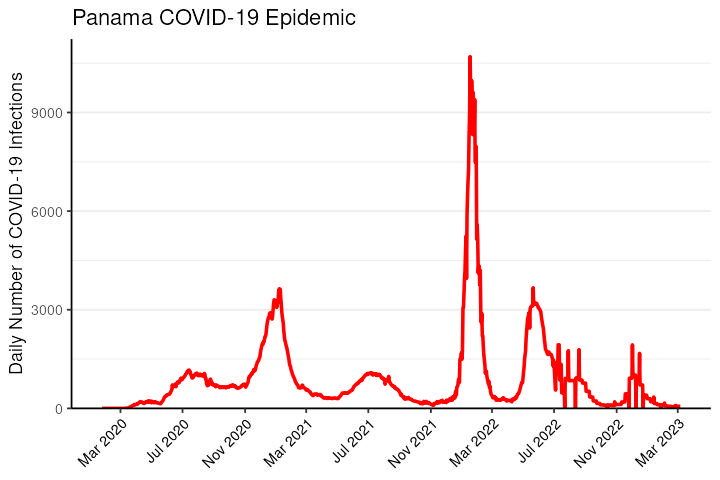 Panama COVID-19 Epidemic
Daily Number of COVID-19 Infections
9000
6000
3000
0
Mar 2020
Jul 2020
Nov 2020
Mar 2021
Jul 2021
Nov 2021
Mar 2022
Jul 2022
Nov 2022
Mar 2023